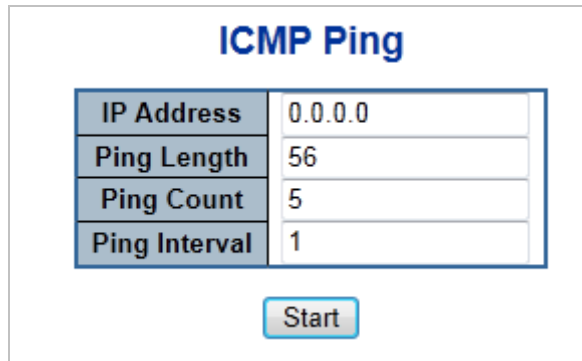 ICMP Ping
IP Address 0.0.0.0
Ping Length 56
Ping Count 5
Ping Interval 1
Start